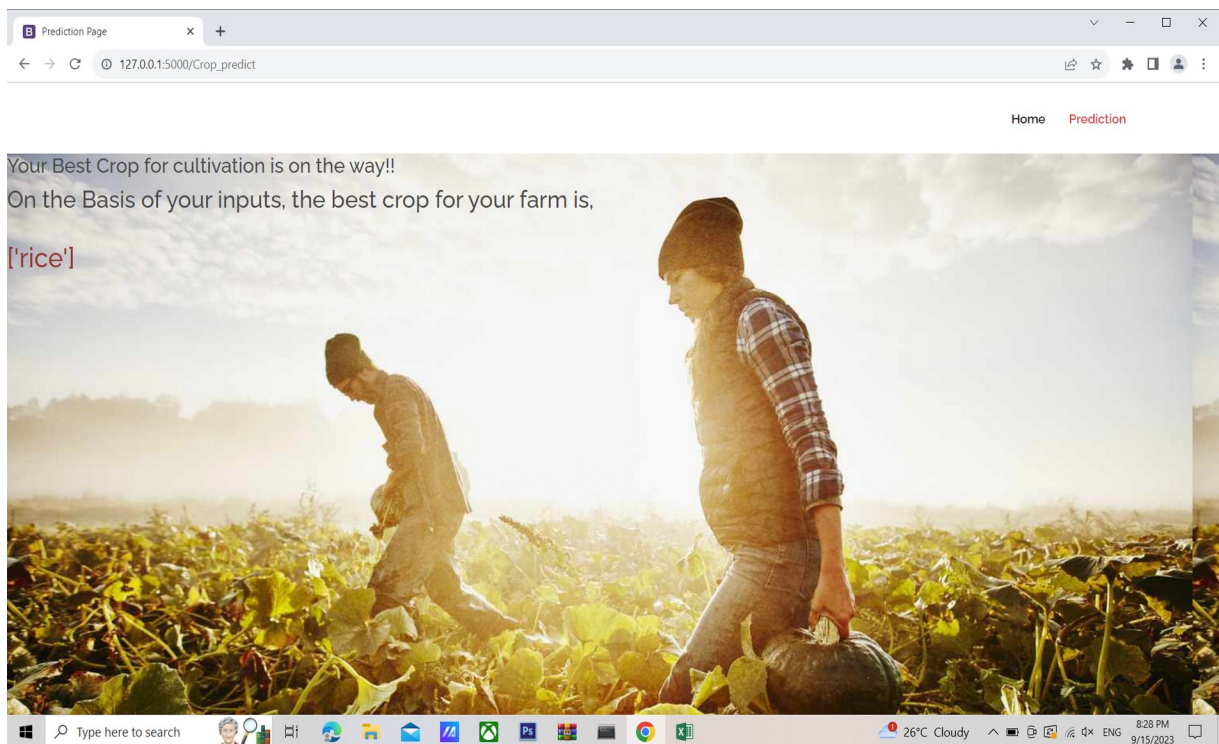 Prediction Page
127.0.0.1:5000/Crop_predict
Home Prediction
Your Best Crop for cultivation is on the way!!
On the Basis of your inputs, the best crop for your farm is,
['rice']
Type here to search
Ps
26°C Cloudy
ENG
8:28 PM
9/15/2023